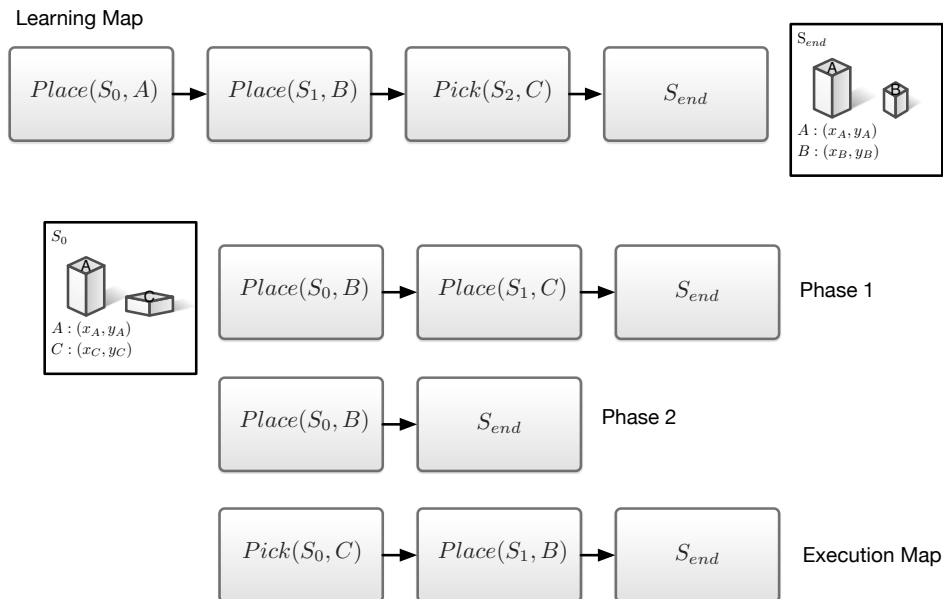 Learning Map
Place(S_0, A)
Place(S_1, B)
Pick(S_2, C)
S_end
S_end
A
B
A : (x_A, y_A)
B : (x_B, y_B)
S_0
A
C
A : (x_A, y_A)
C : (x_C, y_C)
Place(S_0, B)
Place(S_1, C)
S_end
Phase 1
Place(S_0, B)
S_end
Phase 2
Pick(S_0, C)
Place(S_1, B)
S_end
Execution Map